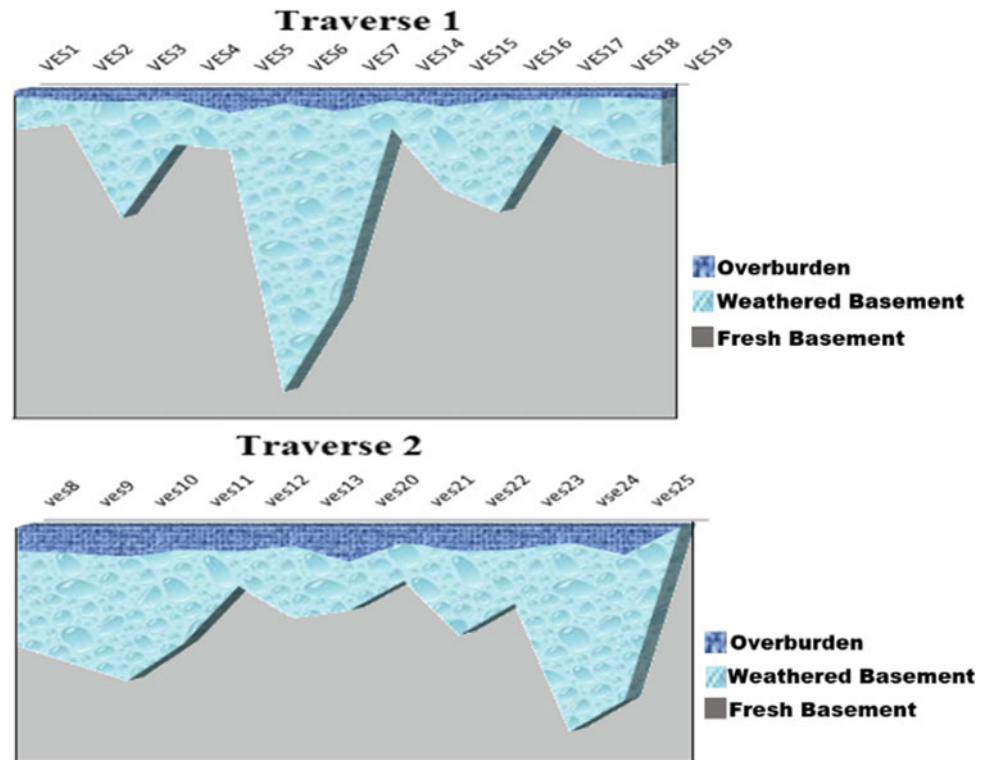 Traverse 1
VES1 VES2 VES3 VES4 VES5 VES6 VES7 VES14 VES15 VES16 VES17 VES18 VES19
Overburden
Weathered Basement
Fresh Basement
Traverse 2
ves8 ves9 ves10 ves11 ves12 ves13 ves20 ves21 ves22 ves23 vse24 ves25
Overburden
Weathered Basement
Fresh Basement